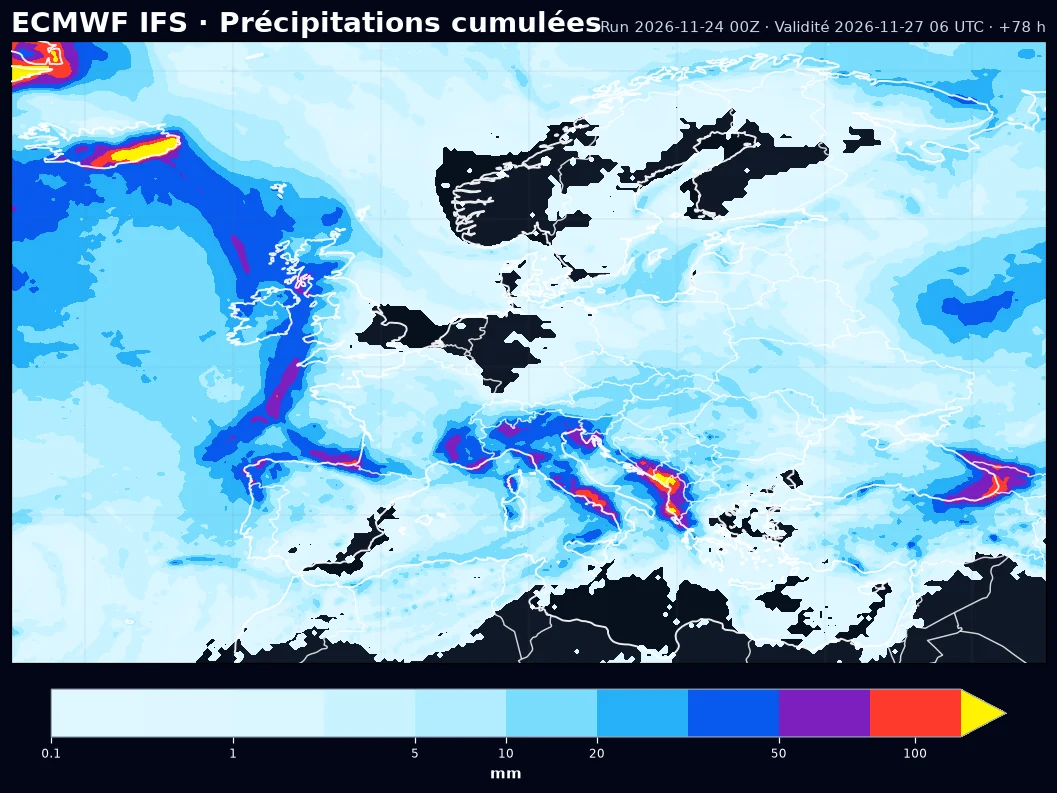 ECMWF IFS · Précipitations cumulées
Run 2026-11-24 00Z · Validité 2026-11-27 06 UTC · +78 h
0.1 1 5 10 20 50 100
mm